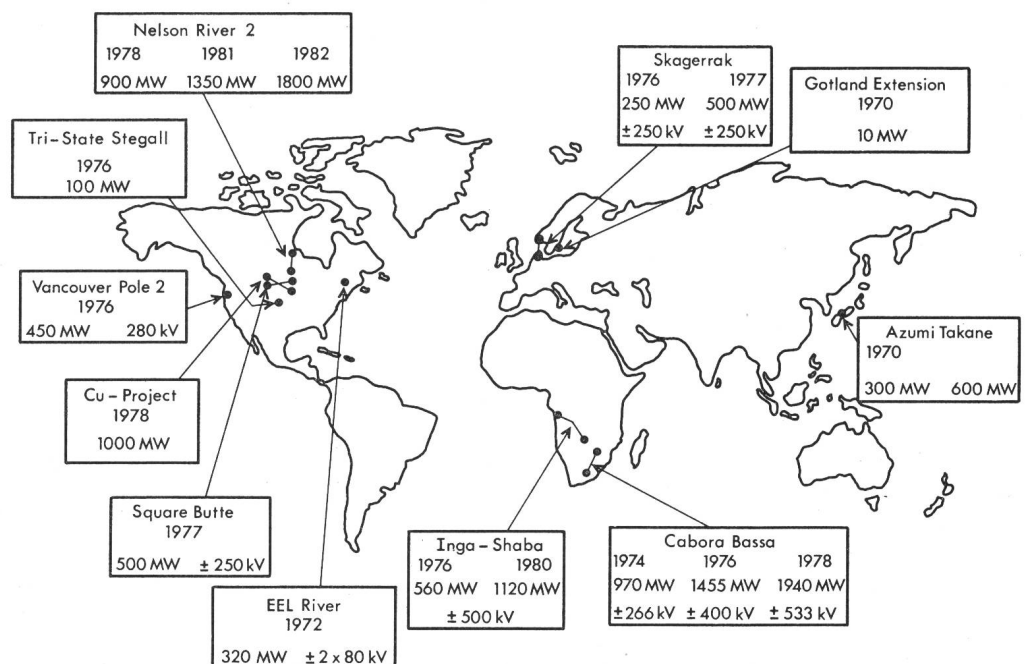 Nelson River 2
1978 1981 1982
900 MW 1350 MW 1800 MW
Skagerrak
1976 1977
250 MW 500 MW
±250 kV ±250 kV
Gotland Extension
1970
10 MW
Tri-State Stegall
1976
100 MW
Vancouver Pole 2
1976
450 MW 280 kV
Azumi Takane
1970
300 MW 600 MW
Cu-Project
1978
1000 MW
Square Butte
1977
500 MW ±250 kV
EEL River
1972
320 MW ±2 x 80 kV
Inga-Shaba
1976 1980
560 MW 1120 MW
±500 kV
Cabora Bassa
1974 1976 1978
970 MW 1455 MW 1940 MW
±266 kV ±400 kV ±533 kV